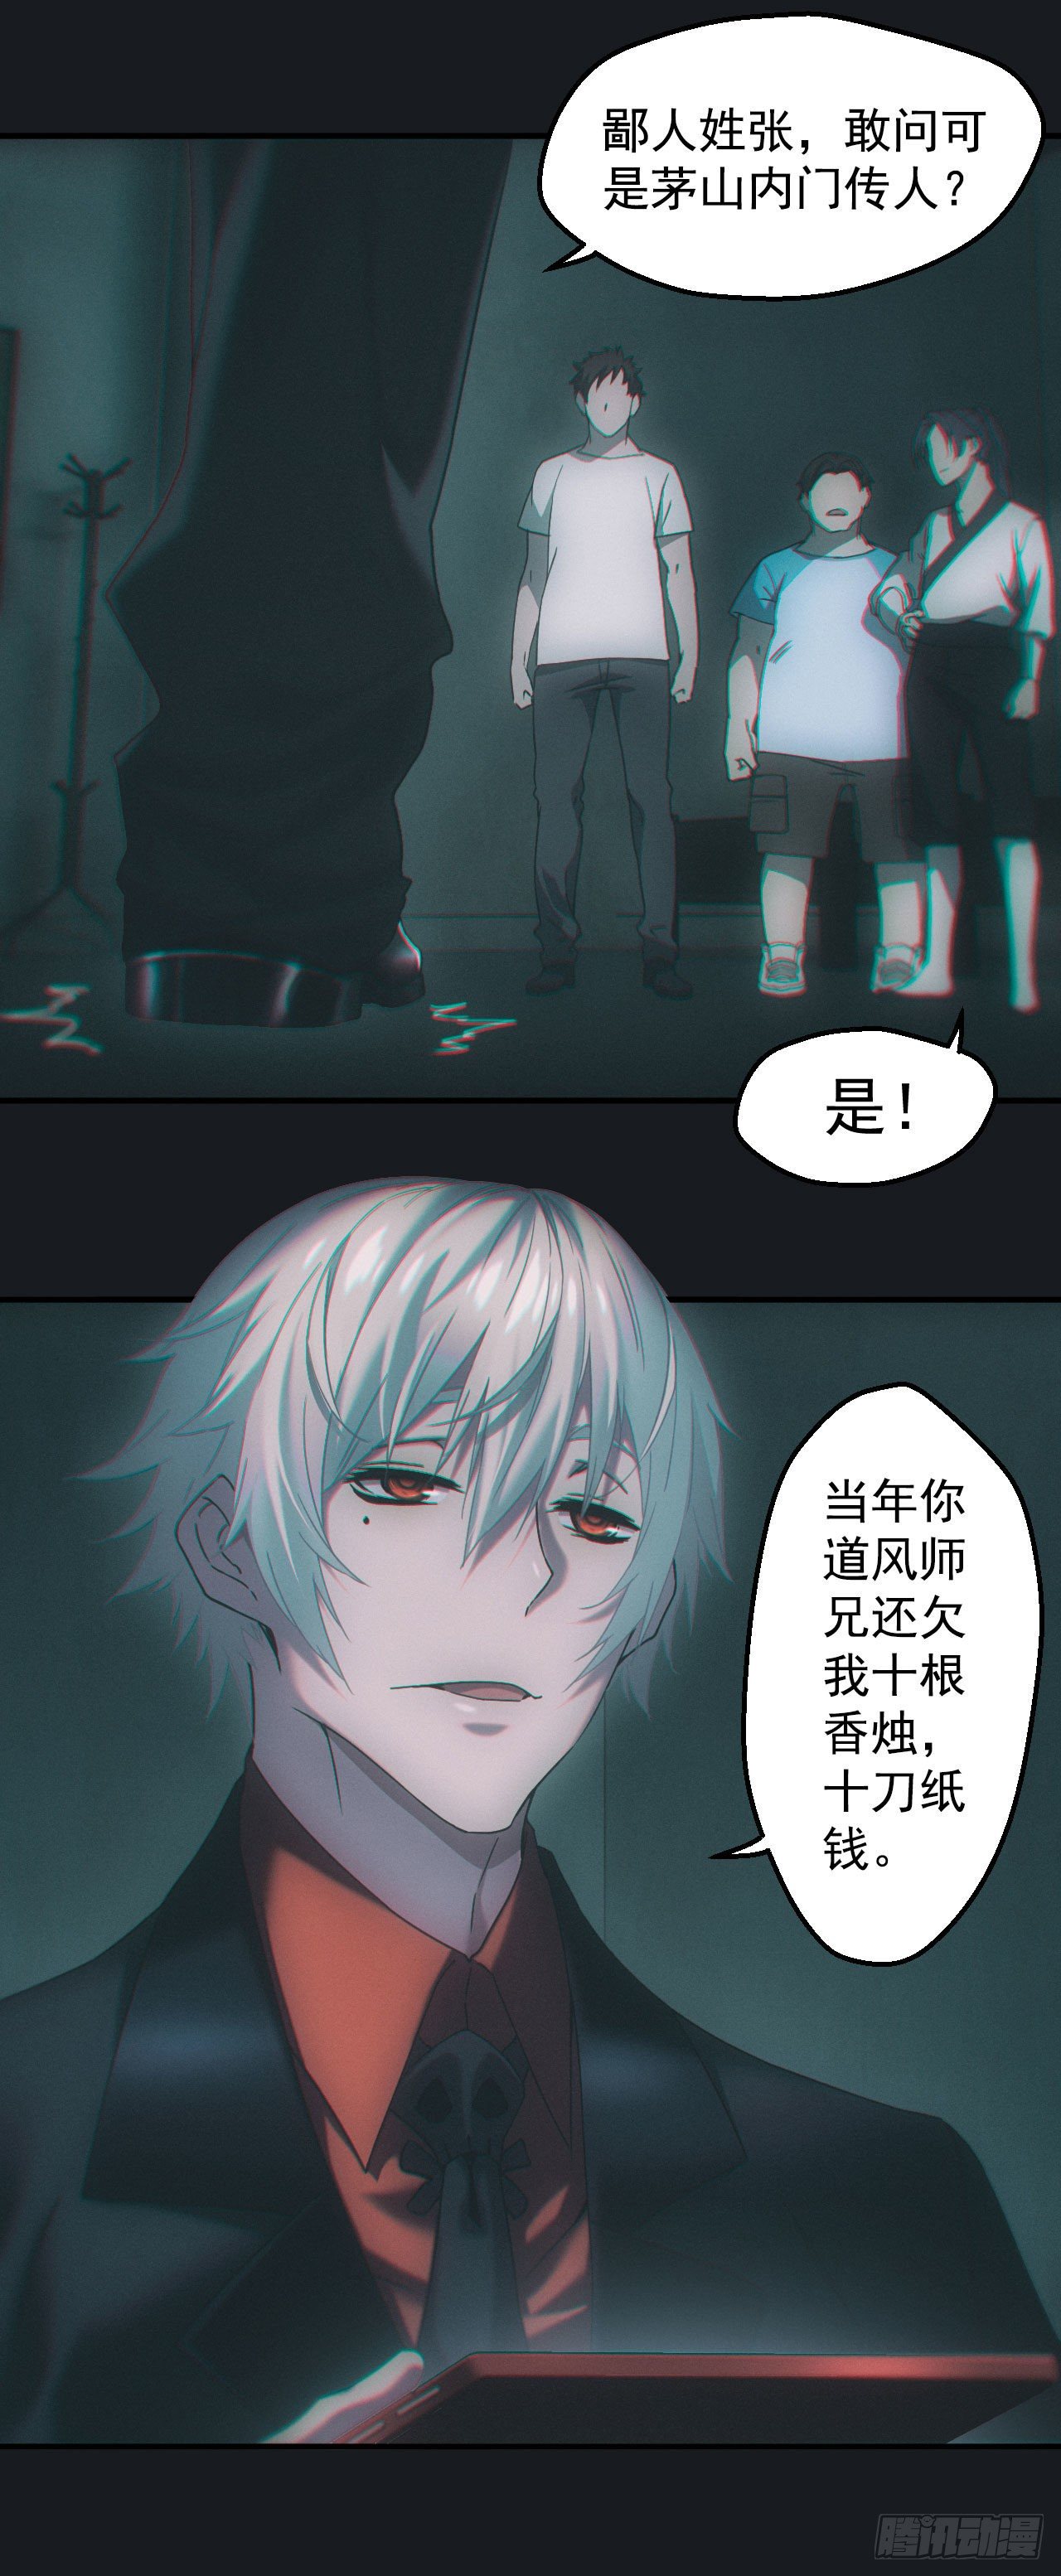 鄙人姓张，敢问可
是茅山内门传人？
是！
当年你
道风师
兄还欠
我十根
香烛，
十刀纸
钱。
腾讯动漫